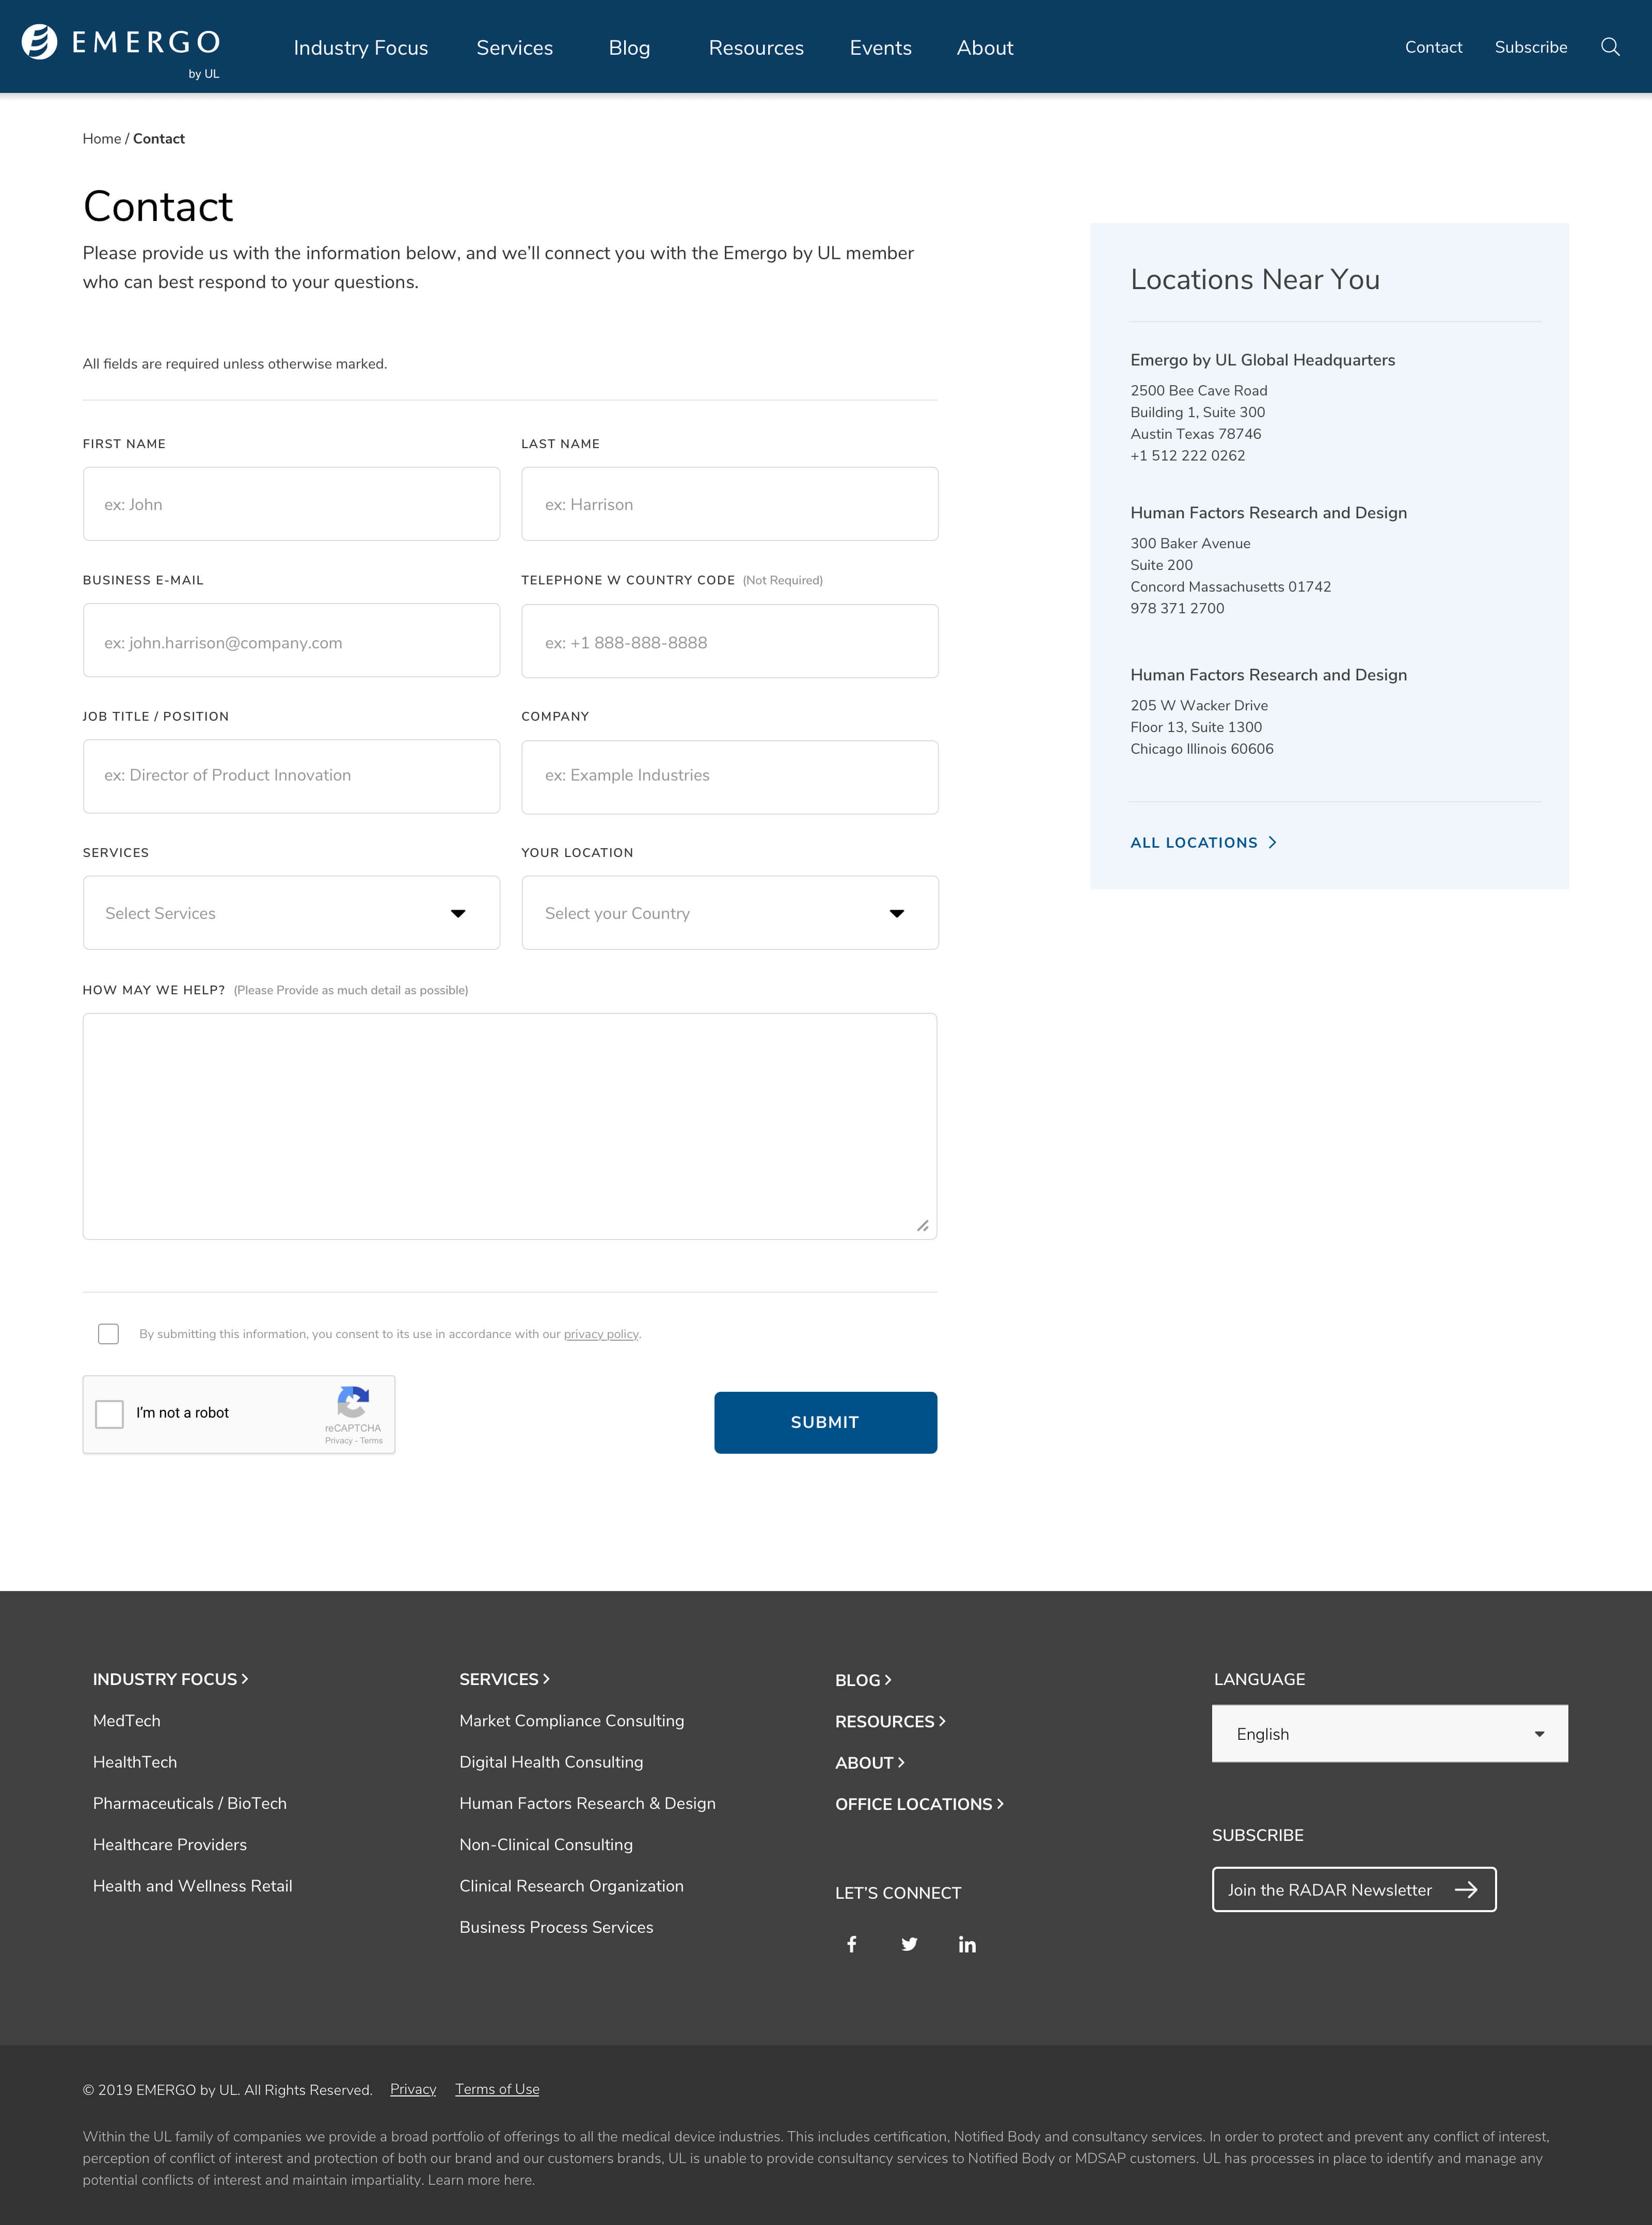 EMERGO
by UL
Industry Focus
Services
Blog
Resources
Events
About
Contact
Subscribe
Home / Contact
Contact
Please provide us with the information below, and we’ll connect you with the Emergo by UL member
who can best respond to your questions.
All fields are required unless otherwise marked.
FIRST NAME
ex: John
LAST NAME
ex: Harrison
BUSINESS E-MAIL
ex: john.harrison@company.com
TELEPHONE W COUNTRY CODE (Not Required)
ex: +1 888-888-8888
JOB TITLE / POSITION
ex: Director of Product Innovation
COMPANY
ex: Example Industries
SERVICES
Select Services
YOUR LOCATION
Select your Country
HOW MAY WE HELP? (Please Provide as much detail as possible)
By submitting this information, you consent to its use in accordance with our privacy policy.
I’m not a robot
reCAPTCHA
Privacy - Terms
SUBMIT
Locations Near You
Emergo by UL Global Headquarters
2500 Bee Cave Road
Building 1, Suite 300
Austin Texas 78746
+1 512 222 0262
Human Factors Research and Design
300 Baker Avenue
Suite 200
Concord Massachusetts 01742
978 371 2700
Human Factors Research and Design
205 W Wacker Drive
Floor 13, Suite 1300
Chicago Illinois 60606
ALL LOCATIONS
INDUSTRY FOCUS
MedTech
HealthTech
Pharmaceuticals / BioTech
Healthcare Providers
Health and Wellness Retail
SERVICES
Market Compliance Consulting
Digital Health Consulting
Human Factors Research & Design
Non-Clinical Consulting
Clinical Research Organization
Business Process Services
BLOG
RESOURCES
ABOUT
OFFICE LOCATIONS
LET’S CONNECT
LANGUAGE
English
SUBSCRIBE
Join the RADAR Newsletter
© 2019 EMERGO by UL. All Rights Reserved. Privacy Terms of Use
Within the UL family of companies we provide a broad portfolio of offerings to all the medical device industries. This includes certification, Notified Body and consultancy services. In order to protect and prevent any conflict of interest,
perception of conflict of interest and protection of both our brand and our customers brands, UL is unable to provide consultancy services to Notified Body or MDSAP customers. UL has processes in place to identify and manage any
potential conflicts of interest and maintain impartiality. Learn more here.